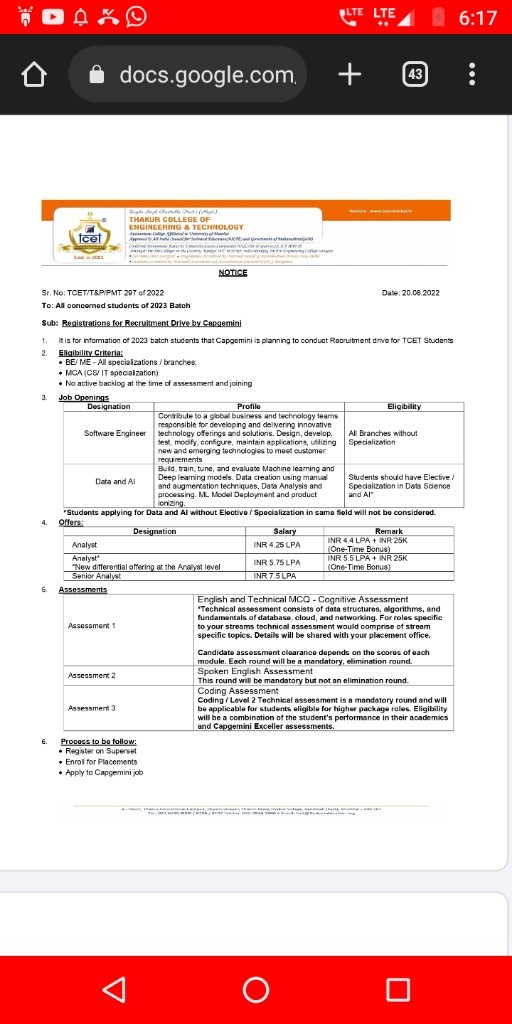 LTE LTE 6:17
docs.google.com, 43
THAKUR COLLEGE OF
ENGINEERING & TECHNOLOGY
tcet
NOTICE
Sr. No: TCET/T&P/PMT 297 of 2022 Date: 20.08.2022
To: All concerned students of 2023 Batch
Sub: Registrations for Recruitment Drive by Capgemini
1. It is for information of 2023 batch students that Capgemini is planning to conduct Recruitment drive for TCET Students
2. Eligibility Criteria:
• BE/ ME - All specializations / branches;
• MCA (CS/ IT specialization)
• No active backlog at the time of assessment and joining
3. Job Openings
Designation Profile Eligibility
Contribute to a global business and technology teams
responsible for developing and delivering innovative
Software Engineer technology offerings and solutions. Design, develop, All Branches without
test, modify, configure, maintain applications, utilizing Specialization
new and emerging technologies to meet customer
requirements
Build, train, tune, and evaluate Machine learning and
Deep learning models. Data creation using manual Students should have Elective /
Data and AI and augmentation techniques, Data Analysis and Specialization in Data Science
processing. ML Model Deployment and product and AI*
ionizing.
*Students applying for Data and AI without Elective / Specialization in same field will not be considered.
4. Offers:
Designation Salary Remark
Analyst INR 4.25 LPA INR 4.4 LPA + INR 25K
(One-Time Bonus)
Analyst* INR 5.75 LPA INR 5.5 LPA + INR 25K
*New differential offering at the Analyst level (One-Time Bonus)
Senior Analyst INR 7.5 LPA
5. Assessments
English and Technical MCQ - Cognitive Assessment
*Technical assessment consists of data structures, algorithms, and
fundamentals of database, cloud, and networking. For roles specific
Assessment 1 to your streams technical assessment would comprise of stream
specific topics. Details will be shared with your placement office.
Candidate assessment clearance depends on the scores of each
module. Each round will be a mandatory, elimination round.
Assessment 2 Spoken English Assessment
This round will be mandatory but not an elimination round.
Coding Assessment
Coding / Level 2 Technical assessment is a mandatory round and will
Assessment 3 be applicable for students eligible for higher package roles. Eligibility
will be a combination of the student's performance in their academics
and Capgemini Exceller assessments.
6. Process to be follow:
• Register on Superset
• Enroll for Placements
• Apply to Capgemini job